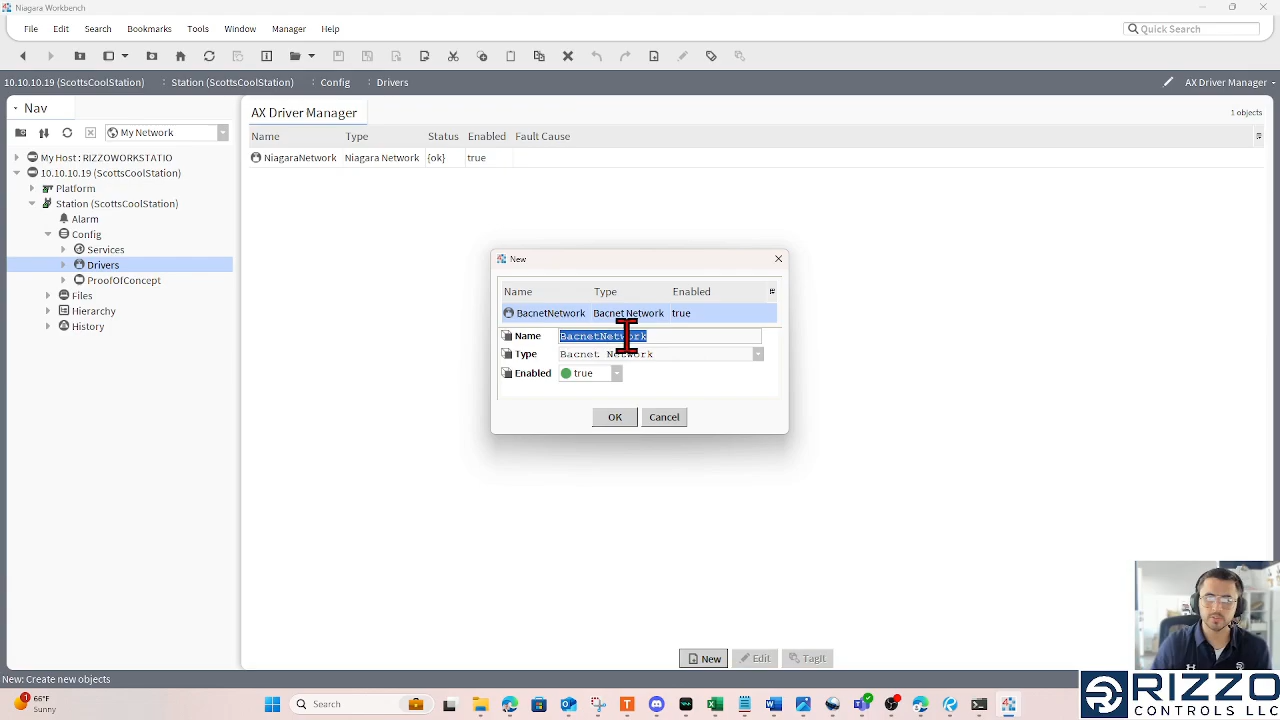 Niagara Workbench
File Edit Search Bookmarks Tools Window Manager Help
Quick Search
10.10.10.19 (ScottsCoolStation) : Station (ScottsCoolStation) : Config : Drivers
AX Driver Manager
Nav
My Network
My Host : RIZZOWORKSTATIO
10.10.10.19 (ScottsCoolStation)
Platform
Station (ScottsCoolStation)
Alarm
Config
Services
Drivers
ProofOfConcept
Files
Hierarchy
History
AX Driver Manager
1 objects
Name Type Status Enabled Fault Cause
NiagaraNetwork Niagara Network {ok} true
New
Name Type Enabled
BacnetNetwork Bacnet Network true
Name BacnetNetwork
Type Bacnet Network
Enabled true
OK Cancel
New Edit TagIt
New: Create new objects
RIZZO
CONTROLS LLC
1
66°F
Sunny
Search